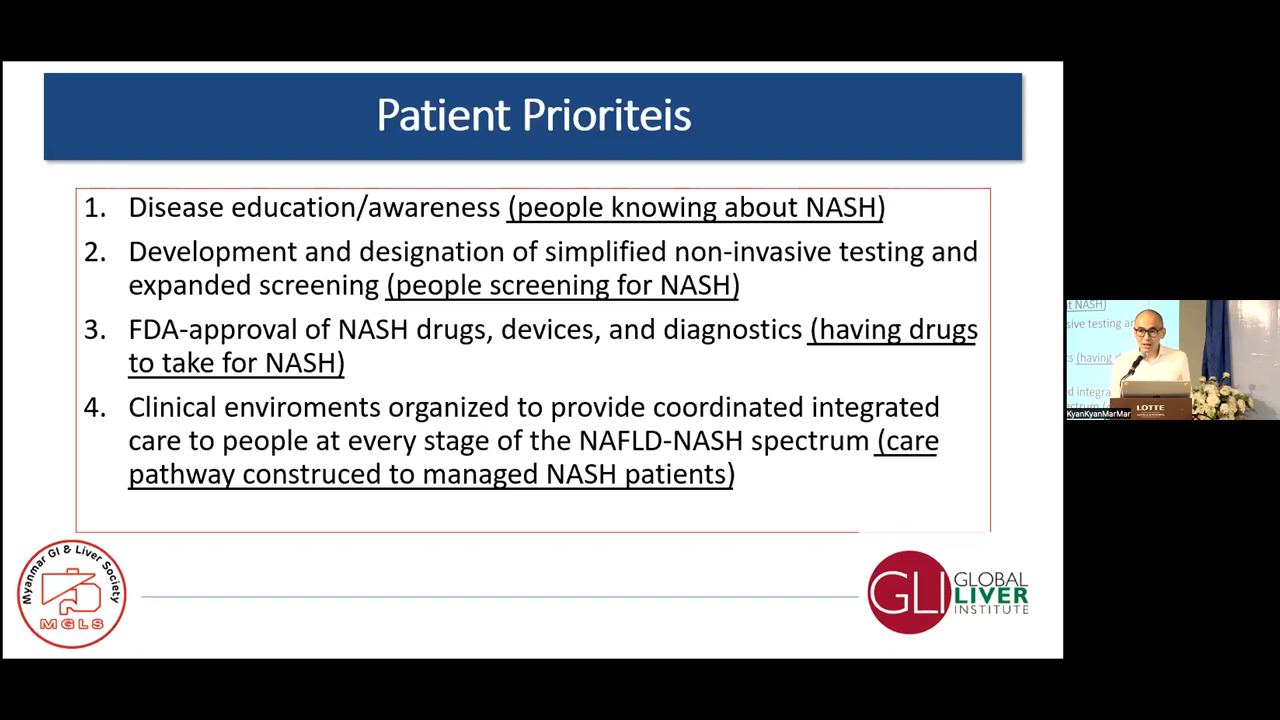 Patient Prioriteis
1. Disease education/awareness (people knowing about NASH)
2. Development and designation of simplified non-invasive testing and
expanded screening (people screening for NASH)
3. FDA-approval of NASH drugs, devices, and diagnostics (having drugs
to take for NASH)
4. Clinical enviroments organized to provide coordinated integrated
care to people at every stage of the NAFLD-NASH spectrum (care
pathway construced to managed NASH patients)
Myanmar GI & Liver Society
MGLS
GLI GLOBAL
LIVER
INSTITUTE
KyanKyanMarMar
LOTTE